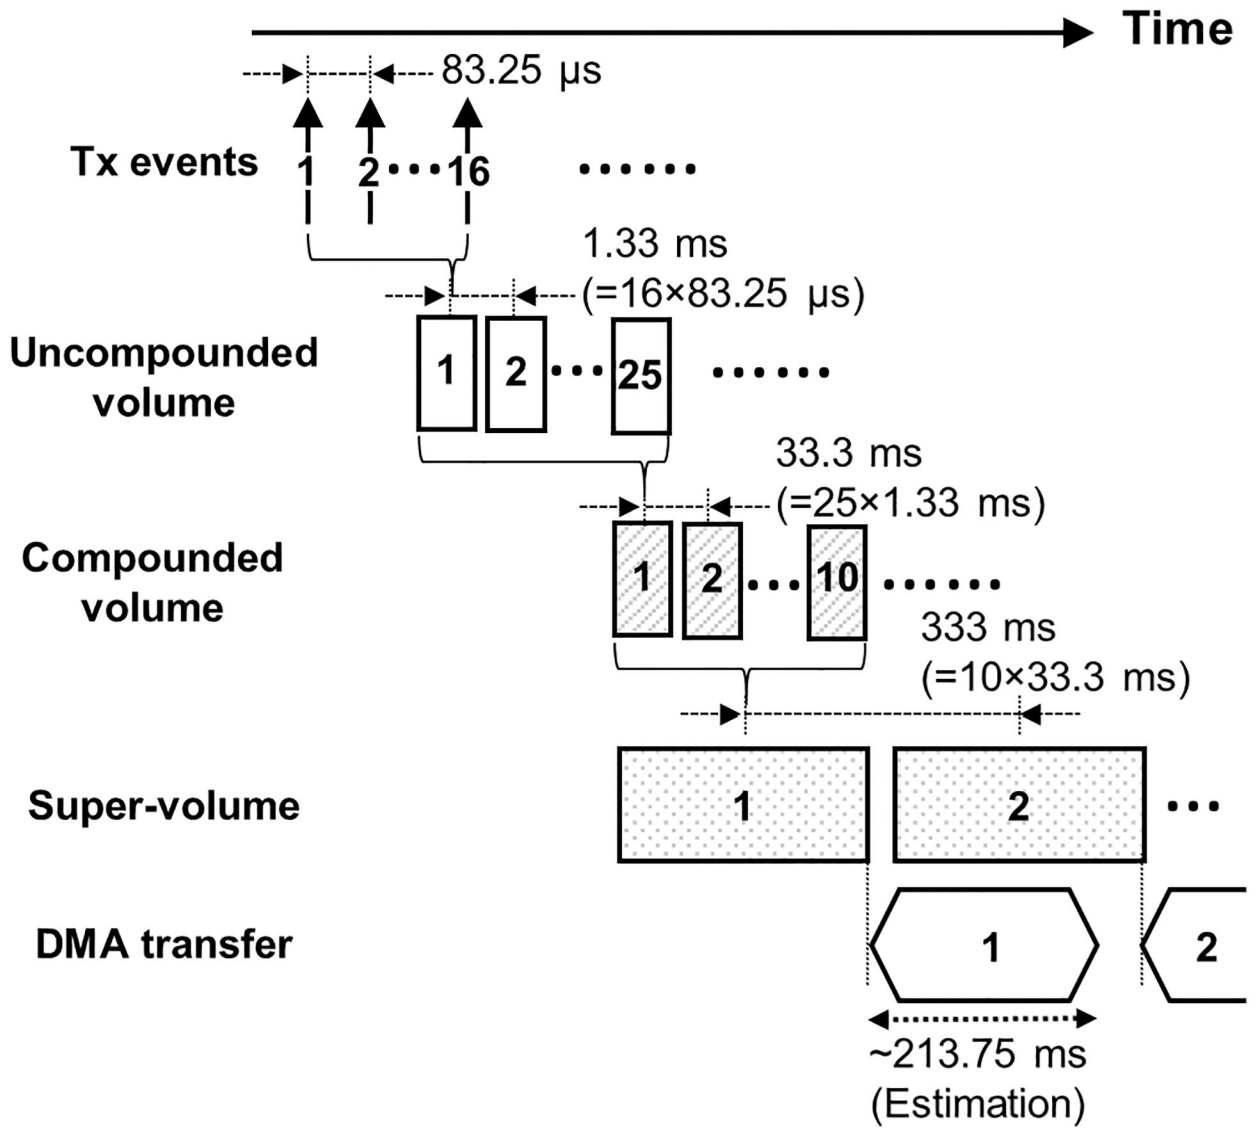 Time
83.25 µs
Tx events
1 2 ••• 16 ••••••
1.33 ms
(=16×83.25 µs)
Uncompounded
volume
1 2 ••• 25 ••••••
33.3 ms
(=25×1.33 ms)
Compounded
volume
1 2 ••• 10 ••••••
333 ms
(=10×33.3 ms)
Super-volume
1 2 •••
DMA transfer
1 2
~213.75 ms
(Estimation)